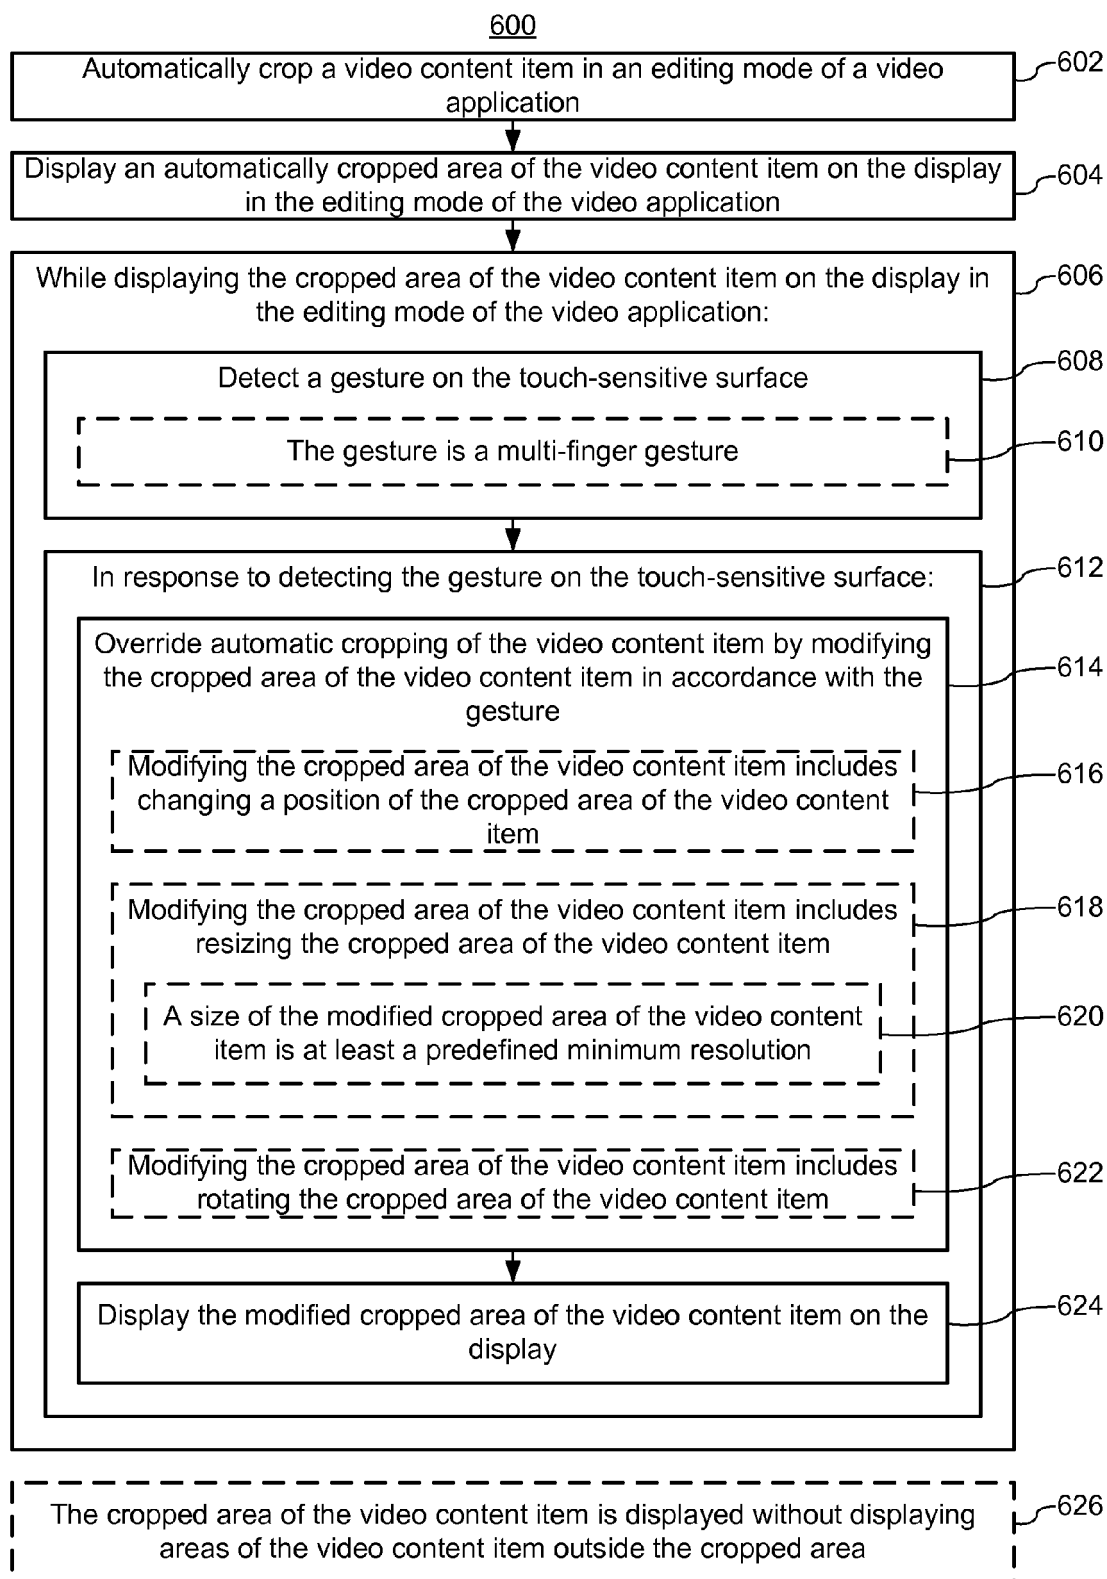 600
Automatically crop a video content item in an editing mode of a video
application
602
Display an automatically cropped area of the video content item on the display
in the editing mode of the video application
604
While displaying the cropped area of the video content item on the display in
the editing mode of the video application:
606
Detect a gesture on the touch-sensitive surface
608
The gesture is a multi-finger gesture
610
In response to detecting the gesture on the touch-sensitive surface:
612
Override automatic cropping of the video content item by modifying
the cropped area of the video content item in accordance with the
gesture
614
Modifying the cropped area of the video content item includes
changing a position of the cropped area of the video content
item
616
Modifying the cropped area of the video content item includes
resizing the cropped area of the video content item
618
A size of the modified cropped area of the video content
item is at least a predefined minimum resolution
620
Modifying the cropped area of the video content item includes
rotating the cropped area of the video content item
622
Display the modified cropped area of the video content item on the
display
624
The cropped area of the video content item is displayed without displaying
areas of the video content item outside the cropped area
626